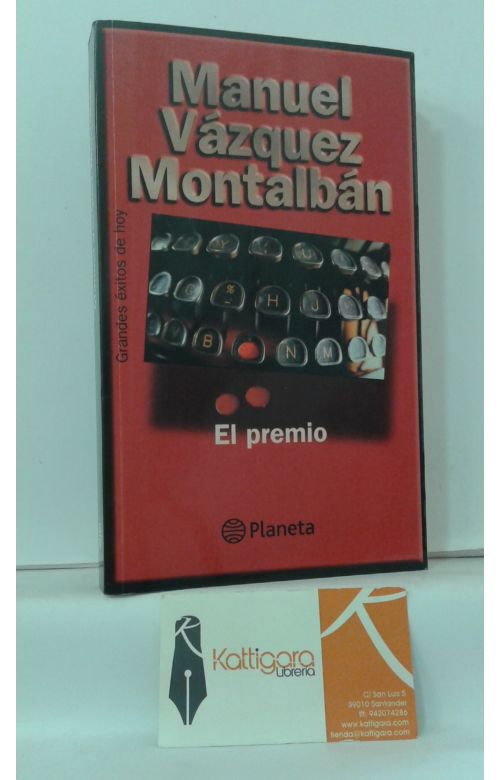 Manuel
Vázquez
Montalbán
Grandes éxitos de hoy
% H J
B N M
El premio
Planeta
Kattigara
Librería
C/ San Luis 5
39010 Santander
tlf: 942074286
www.kattigara.com
tienda@kattigara.com